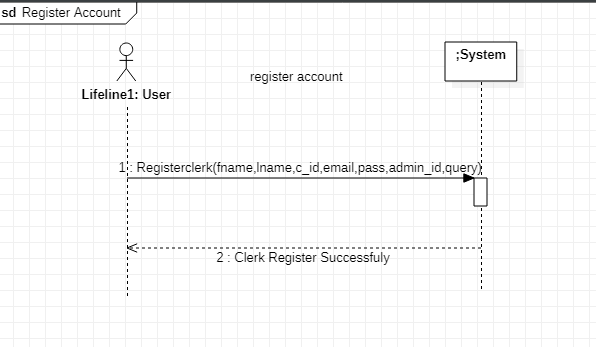 sd Register Account
;System
register account
Lifeline1: User
1 : Registerclerk(fname,lname,c_id,email,pass,admin_id,query)
2 : Clerk Register Successfuly